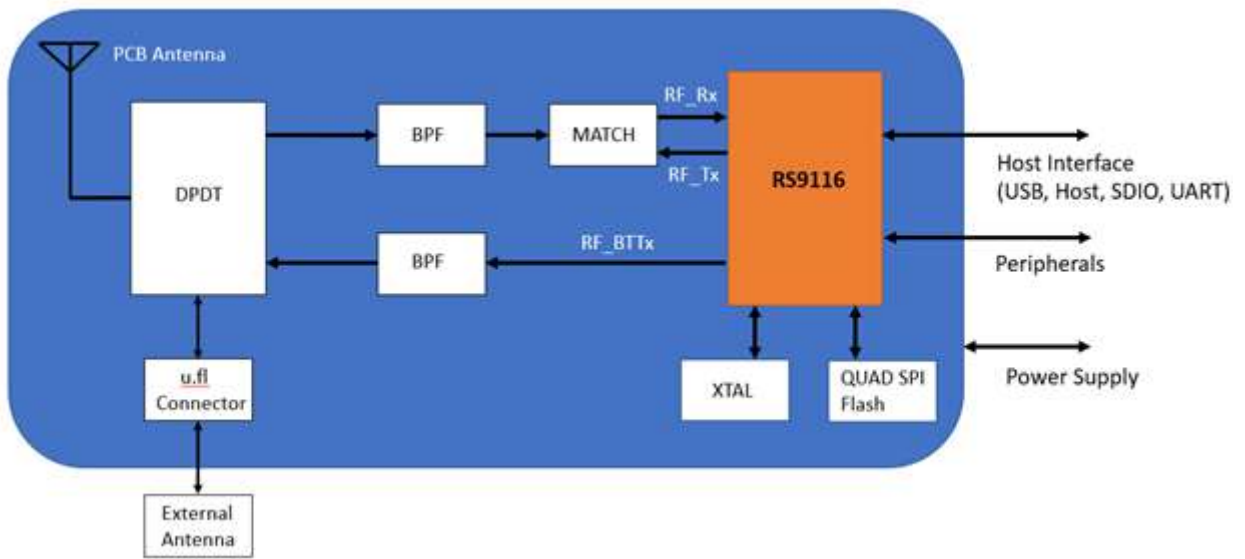 PCB Antenna
DPDT
BPF
MATCH
RF_Rx
RF_Tx
RS9116
BPF
RF_BTTx
Host Interface
(USB, Host, SDIO, UART)
Peripherals
Power Supply
u.fl
Connector
XTAL
QUAD SPI
Flash
External
Antenna